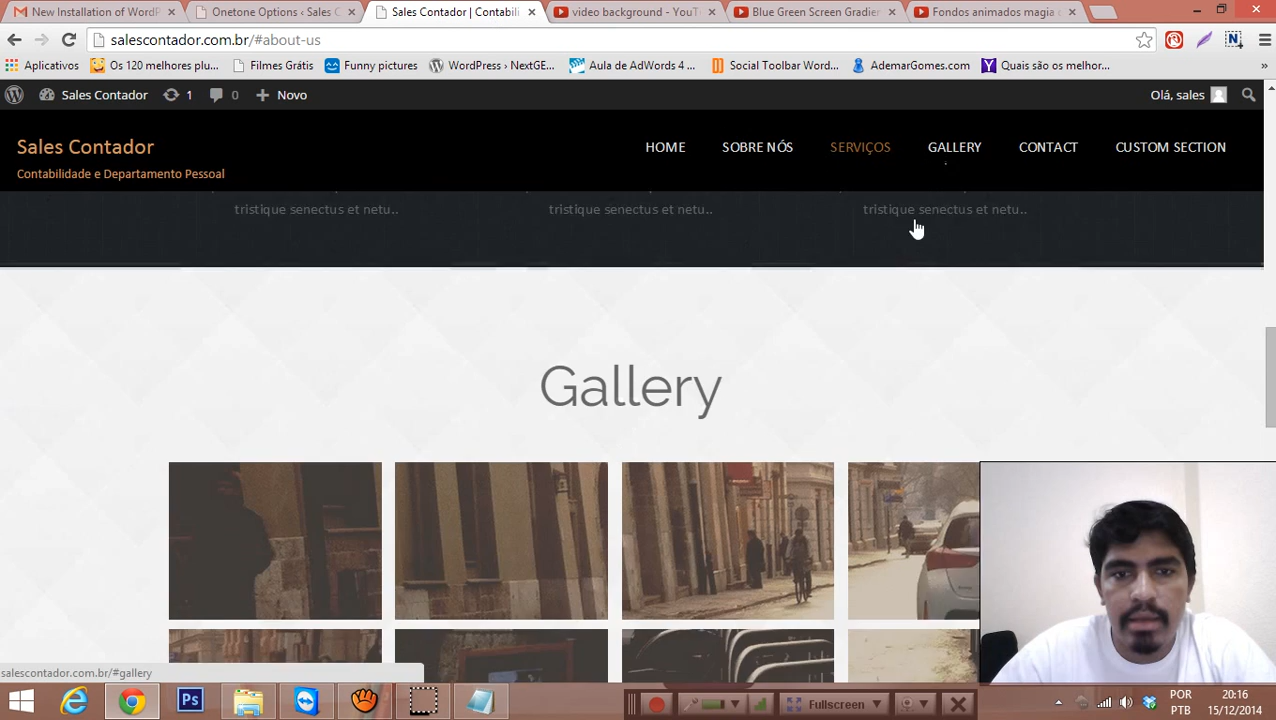 New Installation of WordP
Onetone Options ‹ Sales C
Sales Contador | Contabili
video background - YouTu
Blue Green Screen Gradier
Fondos animados magia
salescontador.com.br/#about-us
Aplicativos
Os 120 melhores plu...
Filmes Grátis
Funny pictures
WordPress › NextGE...
Aula de AdWords 4 ...
Social Toolbar Word...
AdemarGomes.com
Quais são os melhor...
»
Sales Contador
1
0
Novo
Olá, sales
Sales Contador
Contabilidade e Departamento Pessoal
HOME
SOBRE NÓS
SERVIÇOS
GALLERY
CONTACT
CUSTOM SECTION
tristique senectus et netu..
tristique senectus et netu..
tristique senectus et netu..
Gallery
salescontador.com.br/#gallery
Ps
Fullscreen
POR
PTB
20:16
15/12/2014